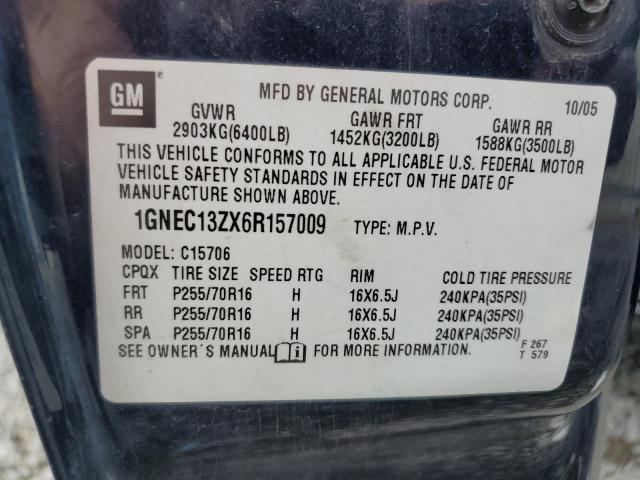 GM ®
MFD BY GENERAL MOTORS CORP. 10/05
GVWR GAWR FRT GAWR RR
2903KG(6400LB) 1452KG(3200LB) 1588KG(3500LB)
THIS VEHICLE CONFORMS TO ALL APPLICABLE U.S. FEDERAL MOTOR
VEHICLE SAFETY STANDARDS IN EFFECT ON THE DATE OF
MANUFACTURE SHOWN ABOVE.
1GNEC13ZX6R157009 TYPE: M.P.V.
MODEL: C15706
CPQX TIRE SIZE SPEED RTG RIM COLD TIRE PRESSURE
FRT P255/70R16 H 16X6.5J 240KPA(35PSI)
RR P255/70R16 H 16X6.5J 240KPA(35PSI)
SPA P255/70R16 H 16X6.5J 240KPA(35PSI)
SEE OWNER´S MANUAL FOR MORE INFORMATION. F 267
T 579